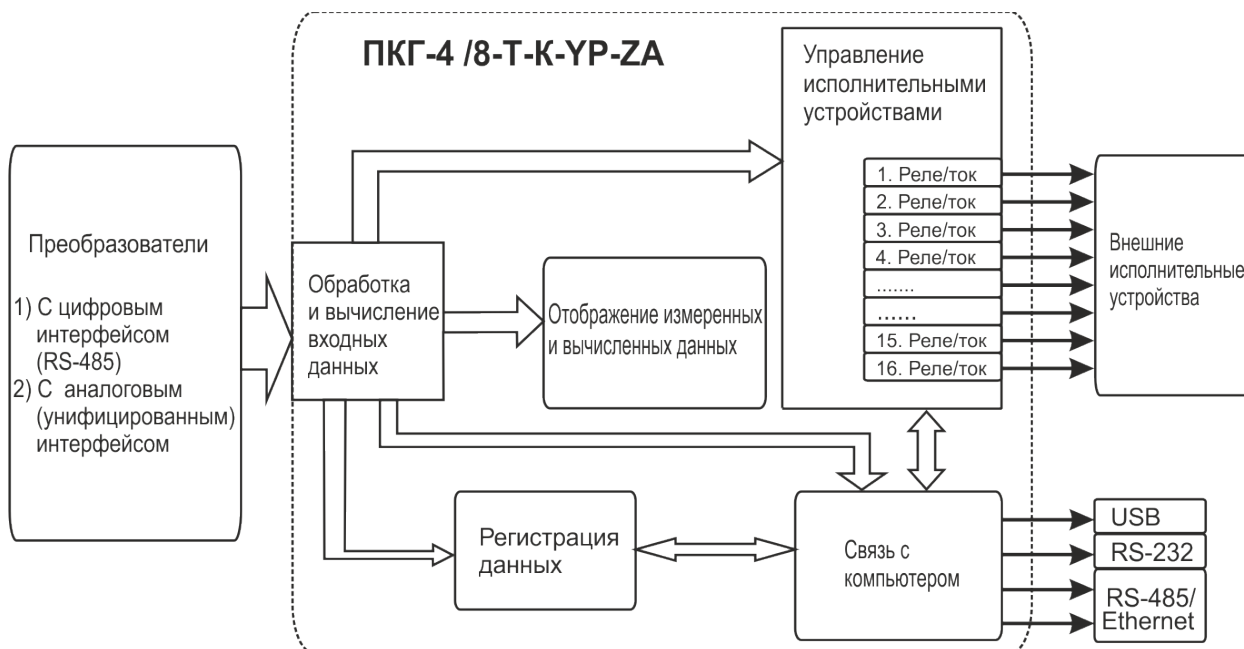 ПКГ-4 /8-Т-К-YP-ZA
Преобразователи
1) С цифровым
интерфейсом
(RS-485)
2) С аналоговым
(унифицированным)
интерфейсом
Обработка
и вычисление
входных
данных
Отображение измеренных
и вычисленных данных
Управление
исполнительными
устройствами
1. Реле/ток
2. Реле/ток
3. Реле/ток
4. Реле/ток
.......
......
15. Реле/ток
16. Реле/ток
Внешние
исполнительные
устройства
Регистрация
данных
Связь с
компьютером
USB
RS-232
RS-485/
Ethernet